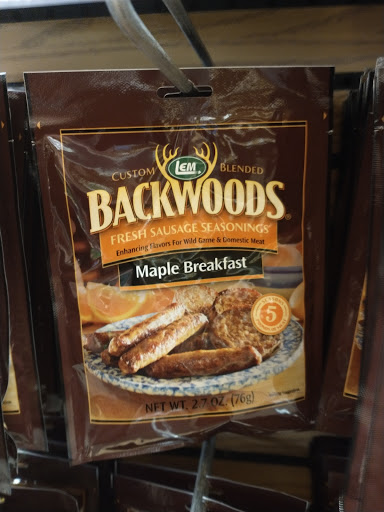 LEM
CUSTOM BLENDED
BACKWOODS®
FRESH SAUSAGE SEASONINGS
Enhancing Flavors For Wild Game & Domestic Meat
Maple Breakfast
5
NET WT. 2.7 OZ. (76g)